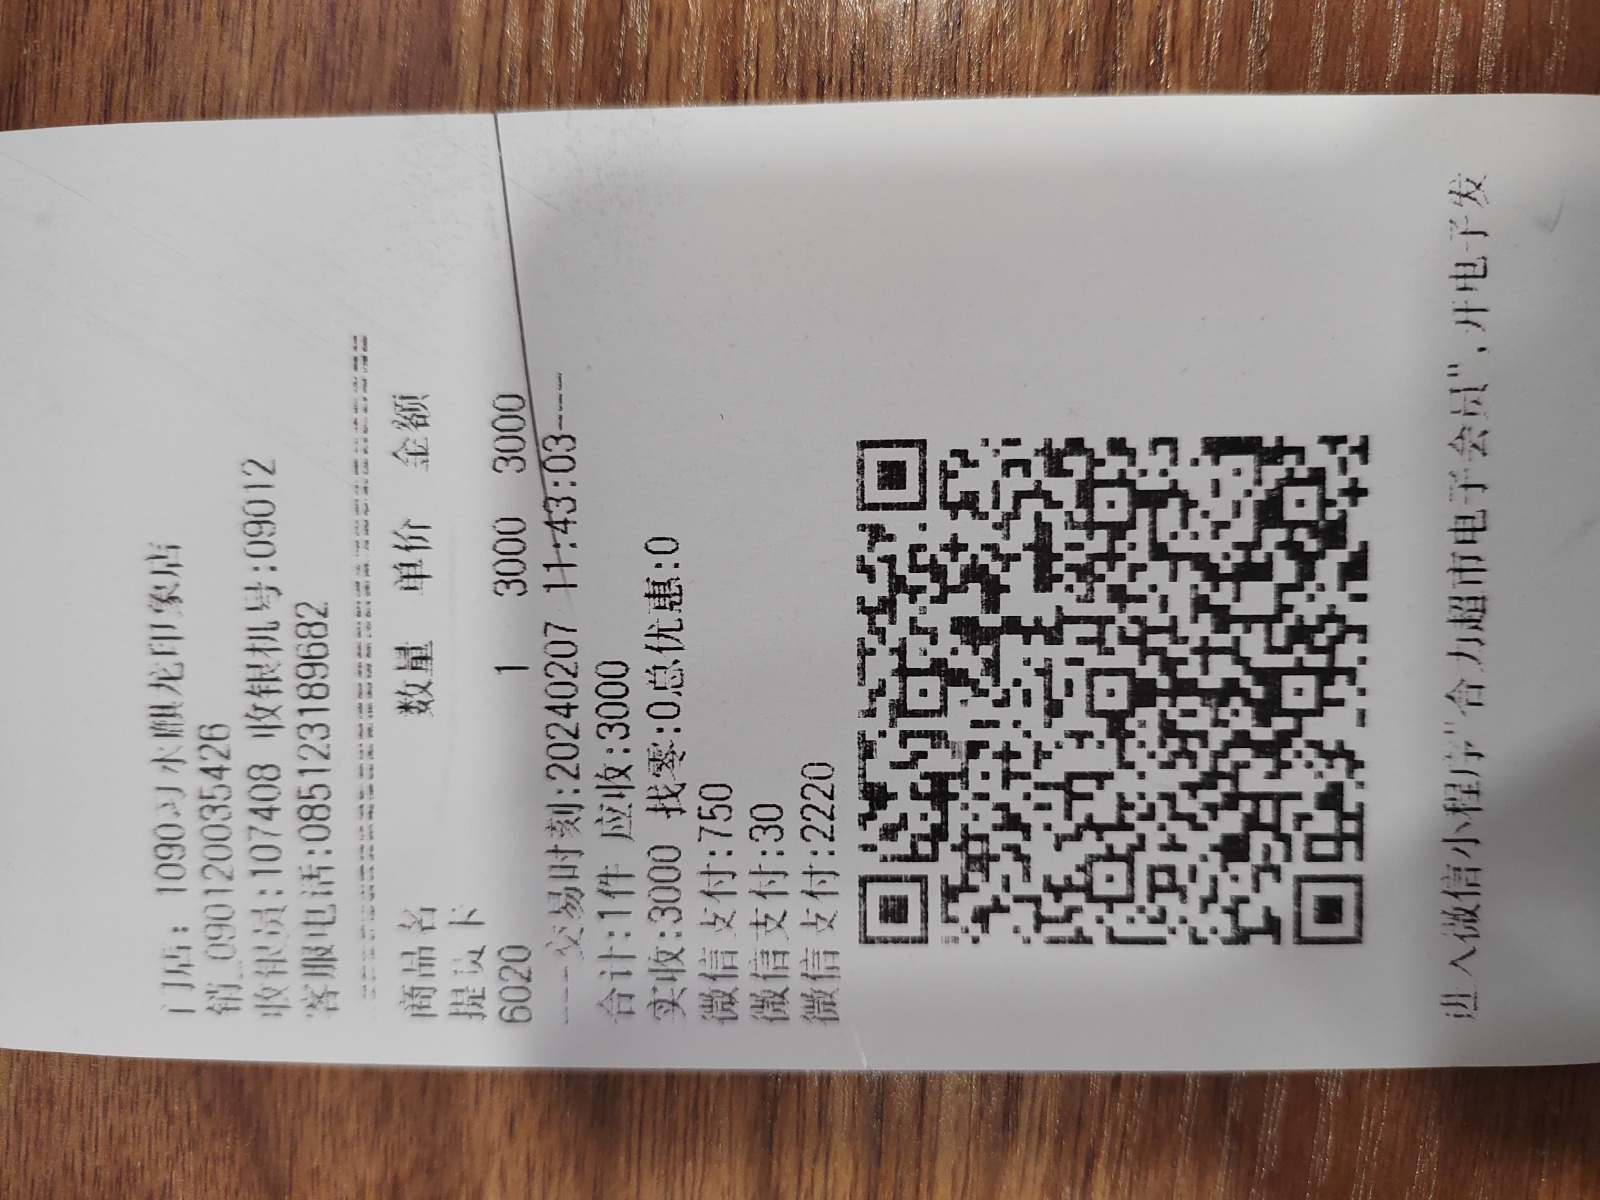 门店: 1090习水麒龙印象店
销_090120035426
收银员:107408 收银机号:09012
客服电话:085123189682
商品名 数量 单价 金额
提货卡
6020 1 3000 3000
----交易时刻:20240207 11:43:03----
合计:1件 应收:3000
实收:3000 找零:0总优惠:0
微信支付:750
微信支付:30
微信支付:2220
进入微信小程序"合力超市电子会员",开电子发